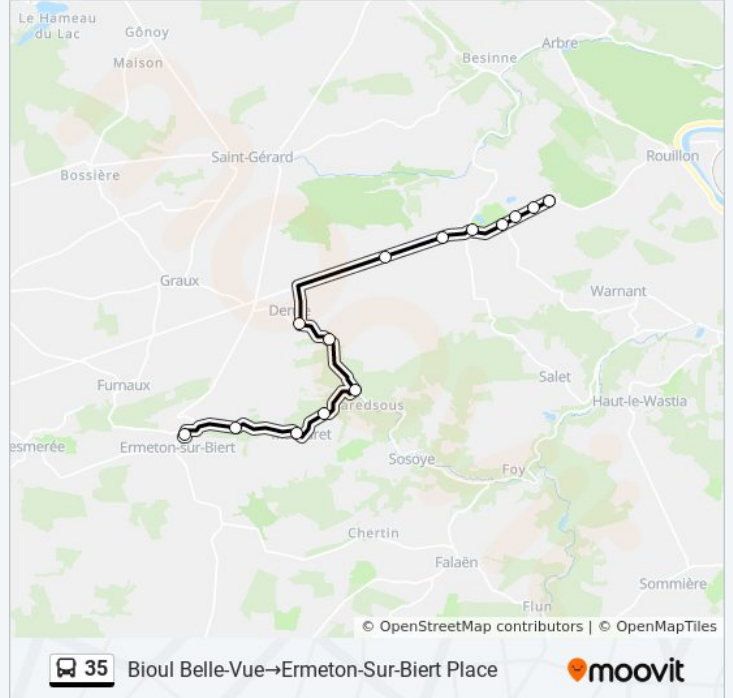 Le Hameau
du Lac
Gônoy
Maison
Arbre
Besinne
Saint-Gérard
Rouillon
Bossière
Graux
Warnant
Furnaux
Salet
Haut-le-Wastia
Ermeton-sur-Biert
Sosoye
Foy
Chertin
Falaën
Sommière
Flun
© OpenStreetMap contributors | © OpenMapTiles
35 Bioul Belle-Vue→Ermeton-Sur-Biert Place moovit